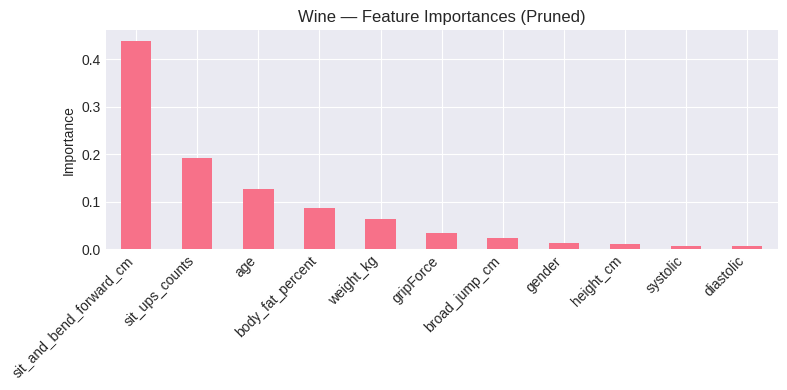 Wine — Feature Importances (Pruned)
Importance
0.4
0.3
0.2
0.1
0.0
sit_and_bend_forward_cm
sit_ups_counts
age
body_fat_percent
weight_kg
gripForce
broad_jump_cm
gender
height_cm
systolic
diastolic